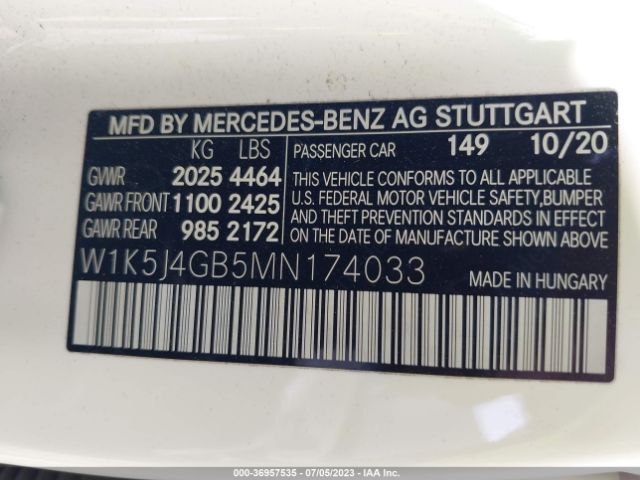 MFD BY MERCEDES-BENZ AG STUTTGART
KG LBS PASSENGER CAR 149 10/20
GVWR 2025 4464 THIS VEHICLE CONFORMS TO ALL APPLICABLE
U.S. FEDERAL MOTOR VEHICLE SAFETY,BUMPER
GAWR FRONT 1100 2425 AND THEFT PREVENTION STANDARDS IN EFFECT
GAWR REAR 985 2172 ON THE DATE OF MANUFACTURE SHOWN ABOVE.
W1K5J4GB5MN174033 MADE IN HUNGARY
000-36957535 - 07/05/2023 - IAA Inc.